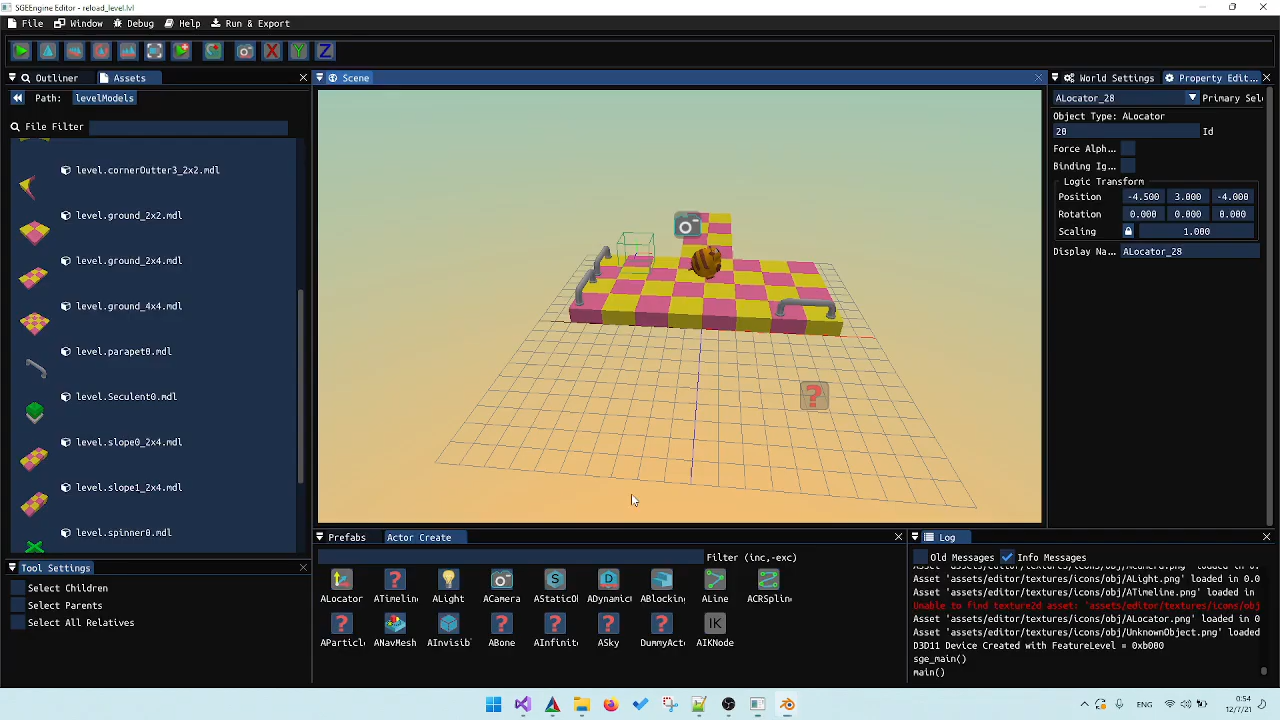 SGEEngine Editor - reload_level.lvl
File Window Debug Help Run & Export
X Y Z
Outliner Assets
Path: levelModels
File Filter
level.cornerOutter3_2x2.mdl
level.ground_2x2.mdl
level.ground_2x4.mdl
level.ground_4x4.mdl
level.parapet0.mdl
level.Seculent0.mdl
level.slope0_2x4.mdl
level.slope1_2x4.mdl
level.spinner0.mdl
Tool Settings
Select Children
Select Parents
Select All Relatives
Scene
?
Prefabs Actor Create
Filter (inc,-exc)
ALocator ATimelin ALight ACamera AStaticO ADynamic ABlocking ALine ACRSplin
AParticl ANavMesh AInvisib ABone AInfinit ASky DummyAct AIKNode
World Settings Property Edit...
ALocator_28 Primary Sel
Object Type: ALocator
20 Id
Force Alph...
Binding Ig...
Logic Transform
Position -4.500 3.000 -4.000
Rotation 0.000 0.000 0.000
Scaling 1.000
Display Na... ALocator_28
Log
Old Messages Info Messages
Asset 'assets/editor/textures/icons/obj/ALight.png' loaded in 0.0
Asset 'assets/editor/textures/icons/obj/ATimeline.png' loaded in
Unable to find texture2d asset: 'assets/editor/textures/icons/obj
Asset 'assets/editor/textures/icons/obj/ALocator.png' loaded in 0
Asset 'assets/editor/textures/icons/obj/UnknownObject.png' loaded
D3D11 Device Created with FeatureLevel = 0xb000
sge_main()
main()
ENG
0:54
12/7/21